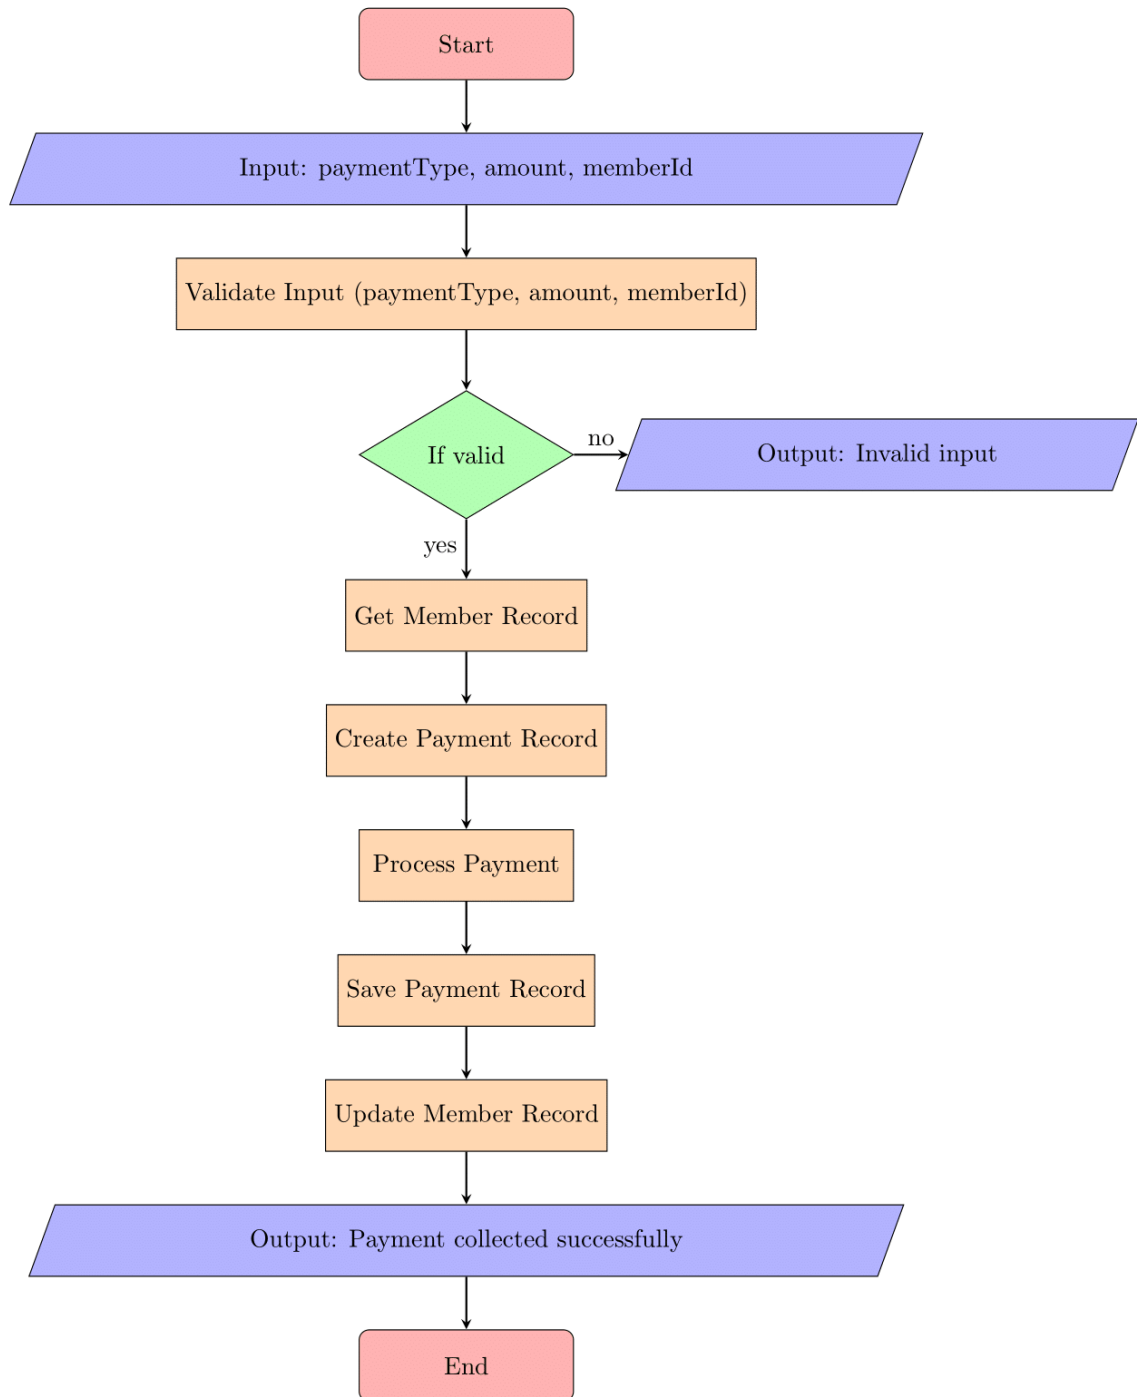 Start
Input: paymentType, amount, memberId
Validate Input (paymentType, amount, memberId)
If valid
no
Output: Invalid input
yes
Get Member Record
Create Payment Record
Process Payment
Save Payment Record
Update Member Record
Output: Payment collected successfully
End